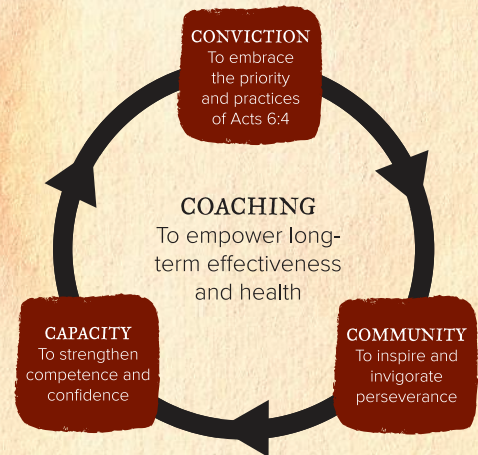 CONVICTION
To embrace
the priority
and practices
of Acts 6:4
COACHING
To empower long-
term effectiveness
and health
CAPACITY
To strengthen
competence and
confidence
COMMUNITY
To inspire and
invigorate
perseverance